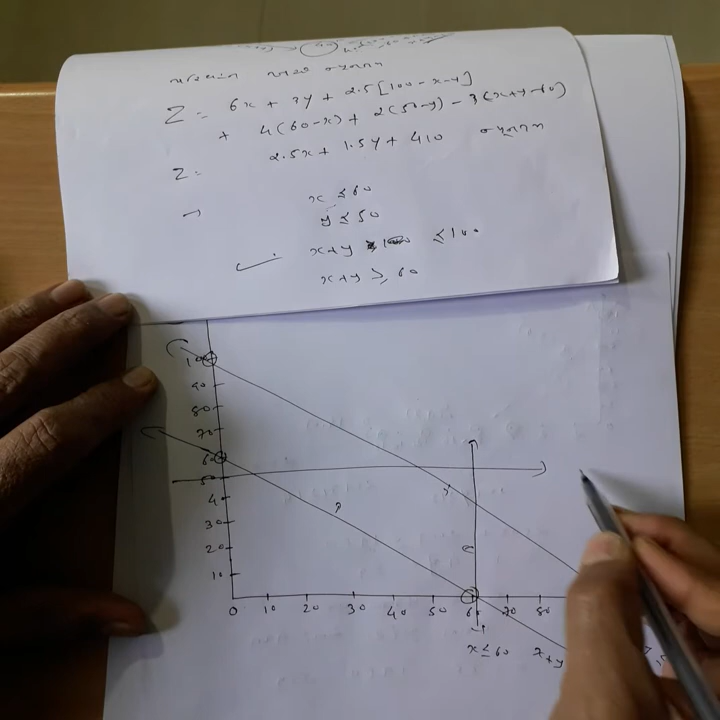 Z = 6x + 3y + 2.5[100-x-y]
+ 4(60-x) + 2(50-y) - 3(x+y-60)
Z = 2.5x + 1.5y + 410
→ x ≤ 60
y ≤ 50
x+y ≤ 100
x+y ≥ 60
100
90
80
70
60
50
40
30
20
10
0 10 20 30 40 50 60 70 80
x ≤ 60 x+y